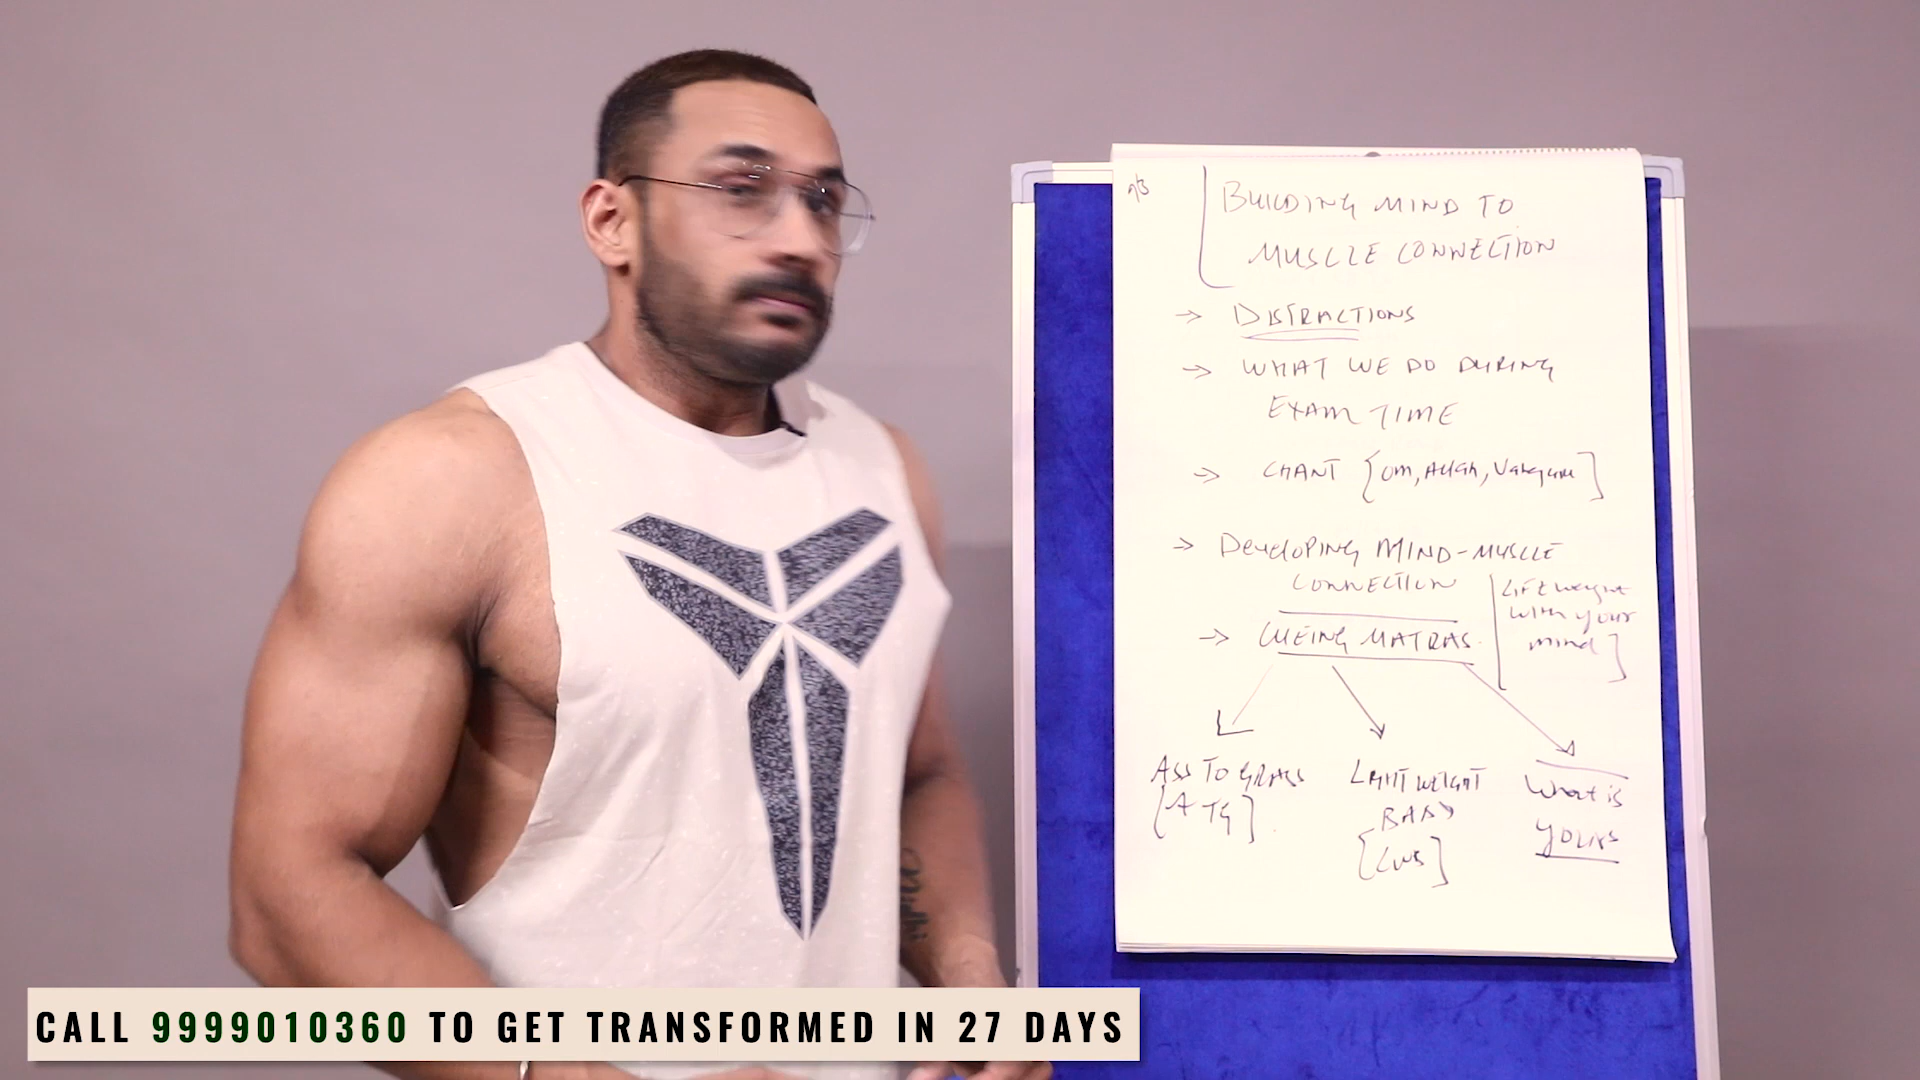 BUILDING MIND TO
MUSCLE CONNECTION
→ DISTRACTIONS
→ WHAT WE DO DURING
EXAM TIME
→ CHANT [om, Allah,
→ DEVELOPING MIND-MUSCLE
CONNECTION
Lift weight
with your
mind]
→ USING MATRAS
ASS TO GRASS
[ATG]
LIGHT WEIGHT
BABY
[LWB]
What is
yours
CALL 9999010360 TO GET TRANSFORMED IN 27 DAYS